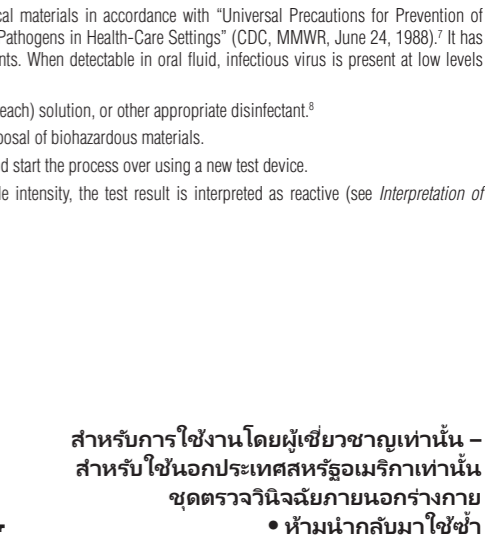 cal materials in accordance with “Universal Precautions for Prevention of
Pathogens in Health-Care Settings” (CDC, MMWR, June 24, 1988).7 It has
nts. When detectable in oral fluid, infectious virus is present at low levels
each) solution, or other appropriate disinfectant.8
posal of biohazardous materials.
d start the process over using a new test device.
le intensity, the test result is interpreted as reactive (see Interpretation of
สำหรับการใช้งานโดยผู้เชี่ยวชาญเท่านั้น –
สำหรับใช้นอกประเทศสหรัฐอเมริกาเท่านั้น
ชุดตรวจวินิจฉัยภายนอกร่างกาย
• ห้ามนำกลับมาใช้ซ้ำ